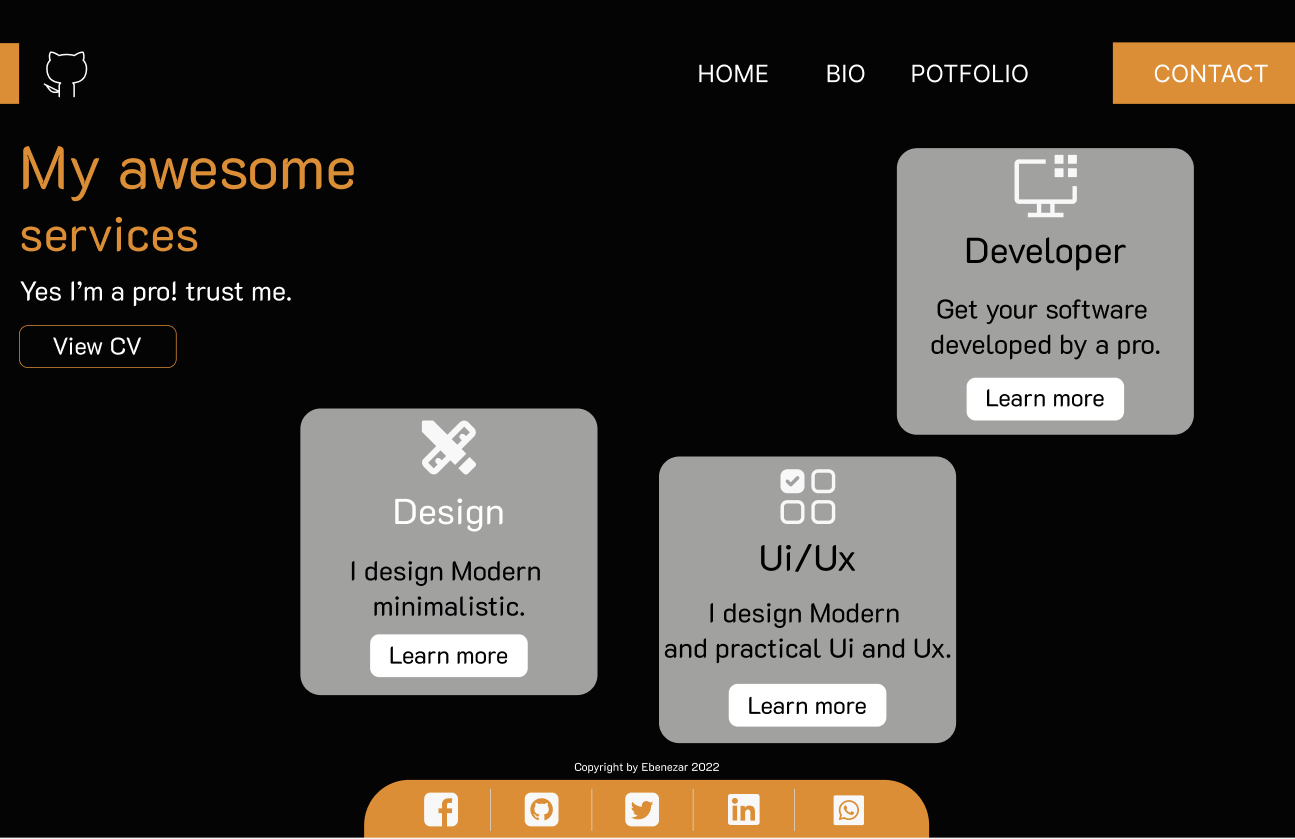 HOME BIO POTFOLIO CONTACT
My awesome
services
Yes I'm a pro! trust me.
View CV
Developer
Get your software
developed by a pro.
Learn more
Design
I design Modern
minimalistic.
Learn more
Ui/Ux
I design Modern
and practical Ui and Ux.
Learn more
Copyright by Ebenezar 2022